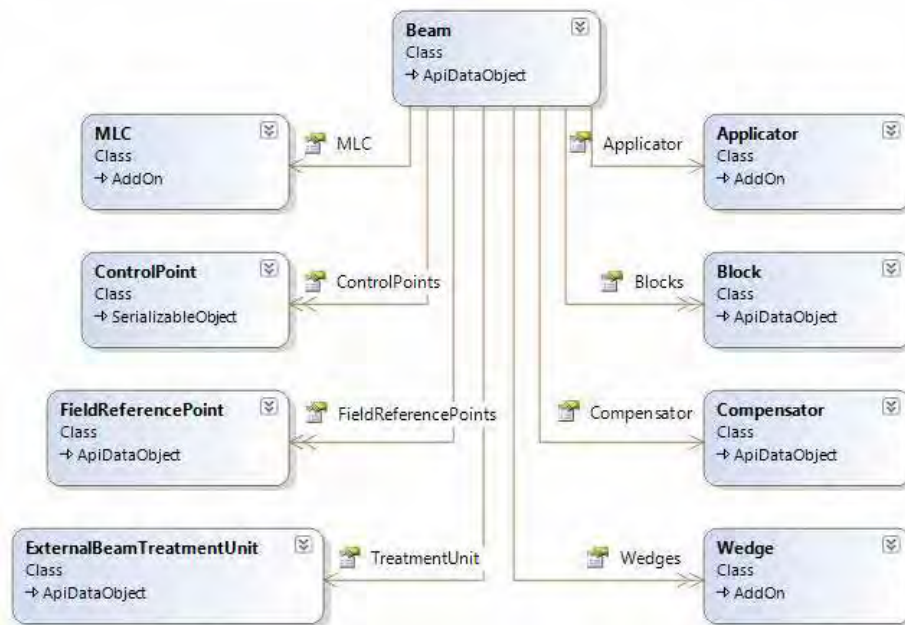 Beam
Class
ApiDataObject
MLC
Class
AddOn
MLC
Applicator
Applicator
Class
AddOn
ControlPoint
Class
SerializableObject
ControlPoints
Blocks
Block
Class
ApiDataObject
FieldReferencePoint
Class
ApiDataObject
FieldReferencePoints
Compensator
Compensator
Class
ApiDataObject
ExternalBeamTreatmentUnit
Class
ApiDataObject
TreatmentUnit
Wedges
Wedge
Class
AddOn